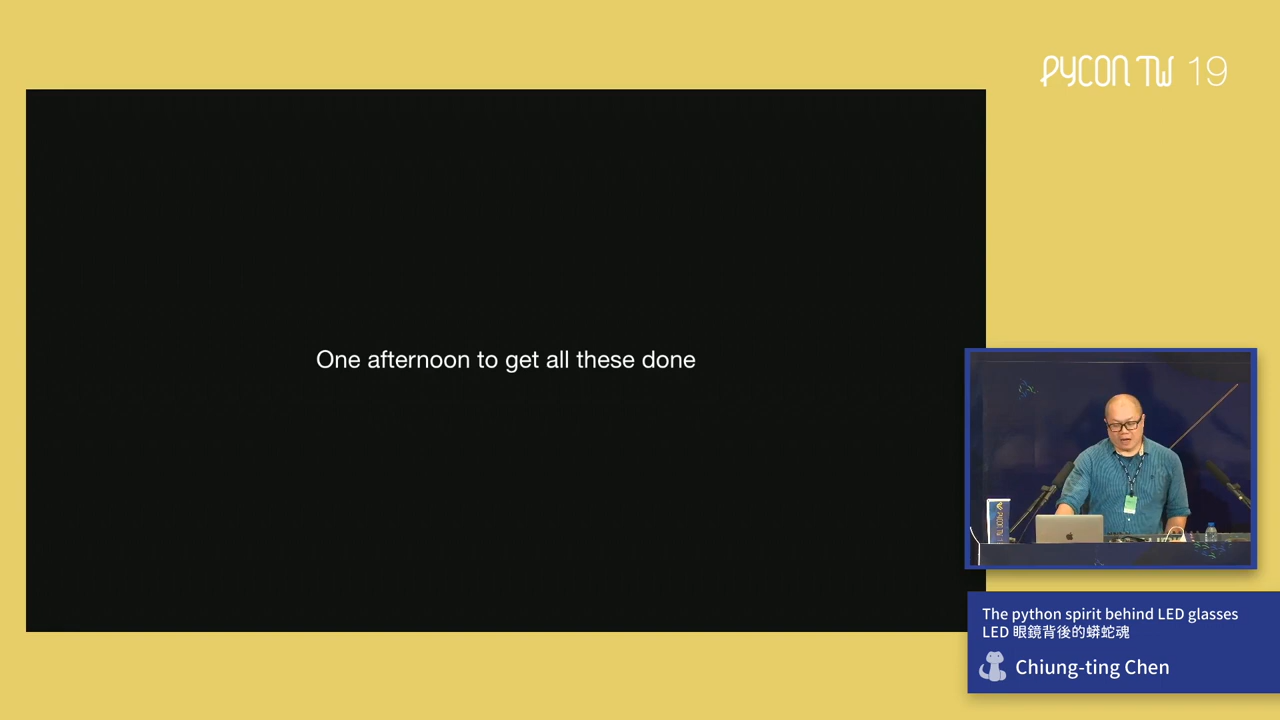 PYCON TW 19
One afternoon to get all these done
The python spirit behind LED glasses
LED 眼鏡背後的蟒蛇魂
Chiung-ting Chen